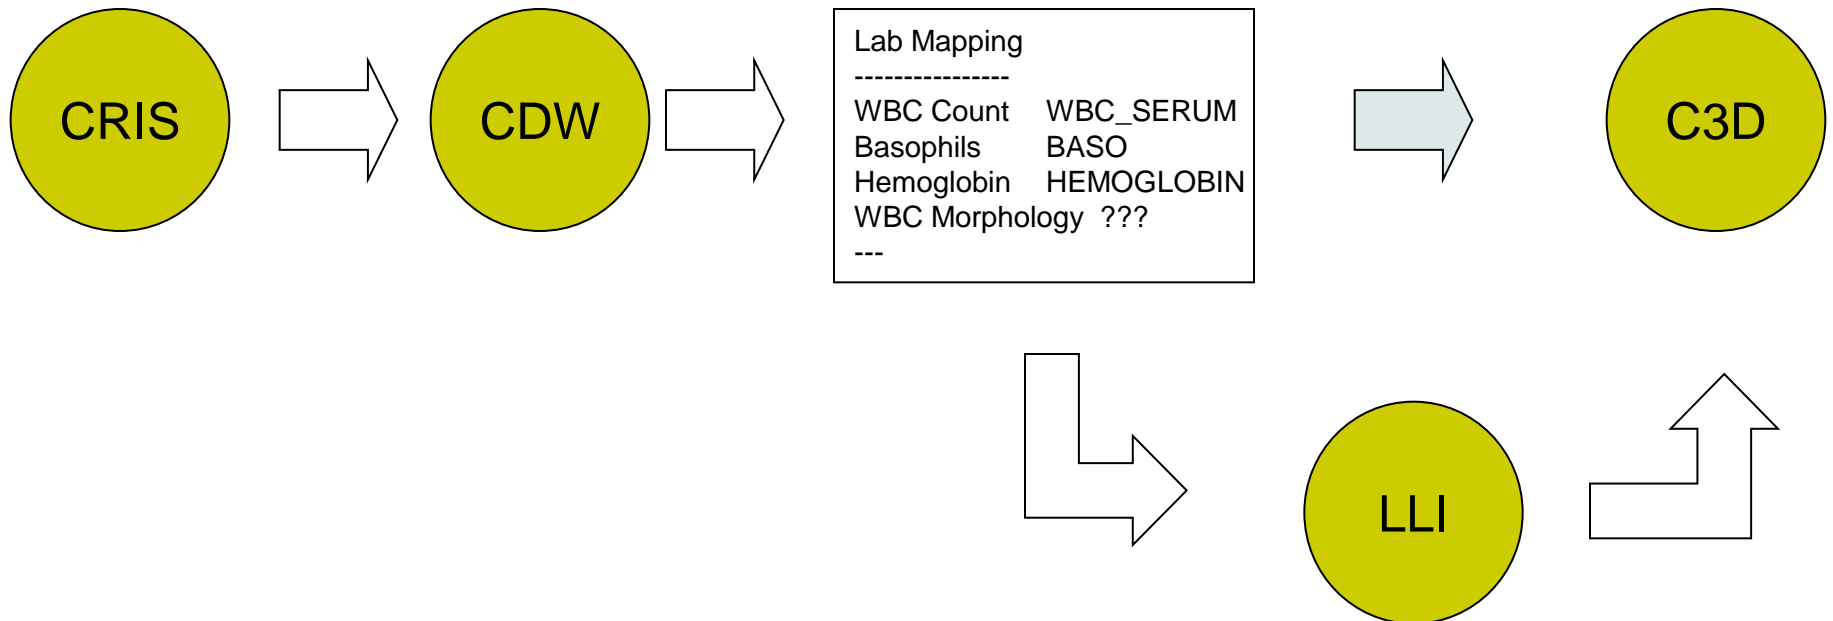 CRIS
CDW
Lab Mapping
----------------
WBC Count WBC_SERUM
Basophils BASO
Hemoglobin HEMOGLOBIN
WBC Morphology ???
---
C3D
LLI